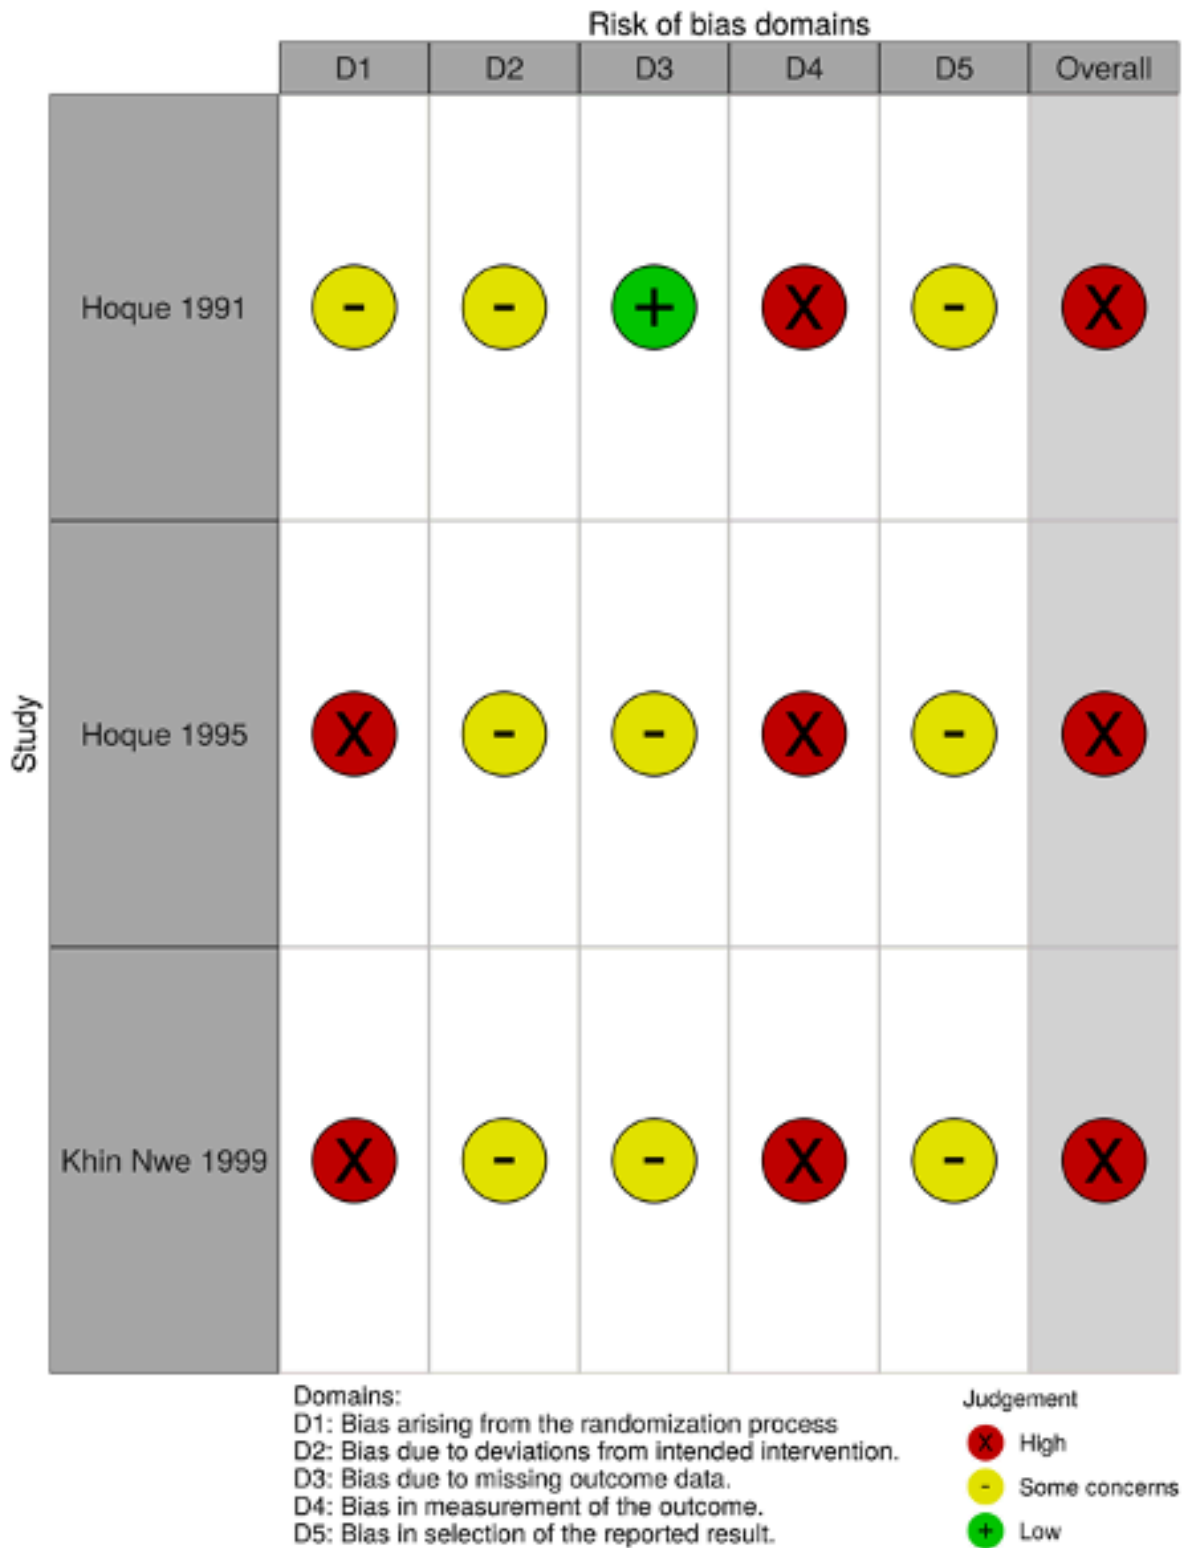 Risk of bias domains
D1 D2 D3 D4 D5 Overall
Study
Hoque 1991 - - + X - X
Hoque 1995 X - - X - X
Khin Nwe 1999 X - - X - X
Domains:
D1: Bias arising from the randomization process
D2: Bias due to deviations from intended intervention.
D3: Bias due to missing outcome data.
D4: Bias in measurement of the outcome.
D5: Bias in selection of the reported result.
Judgement
X High
- Some concerns
+ Low